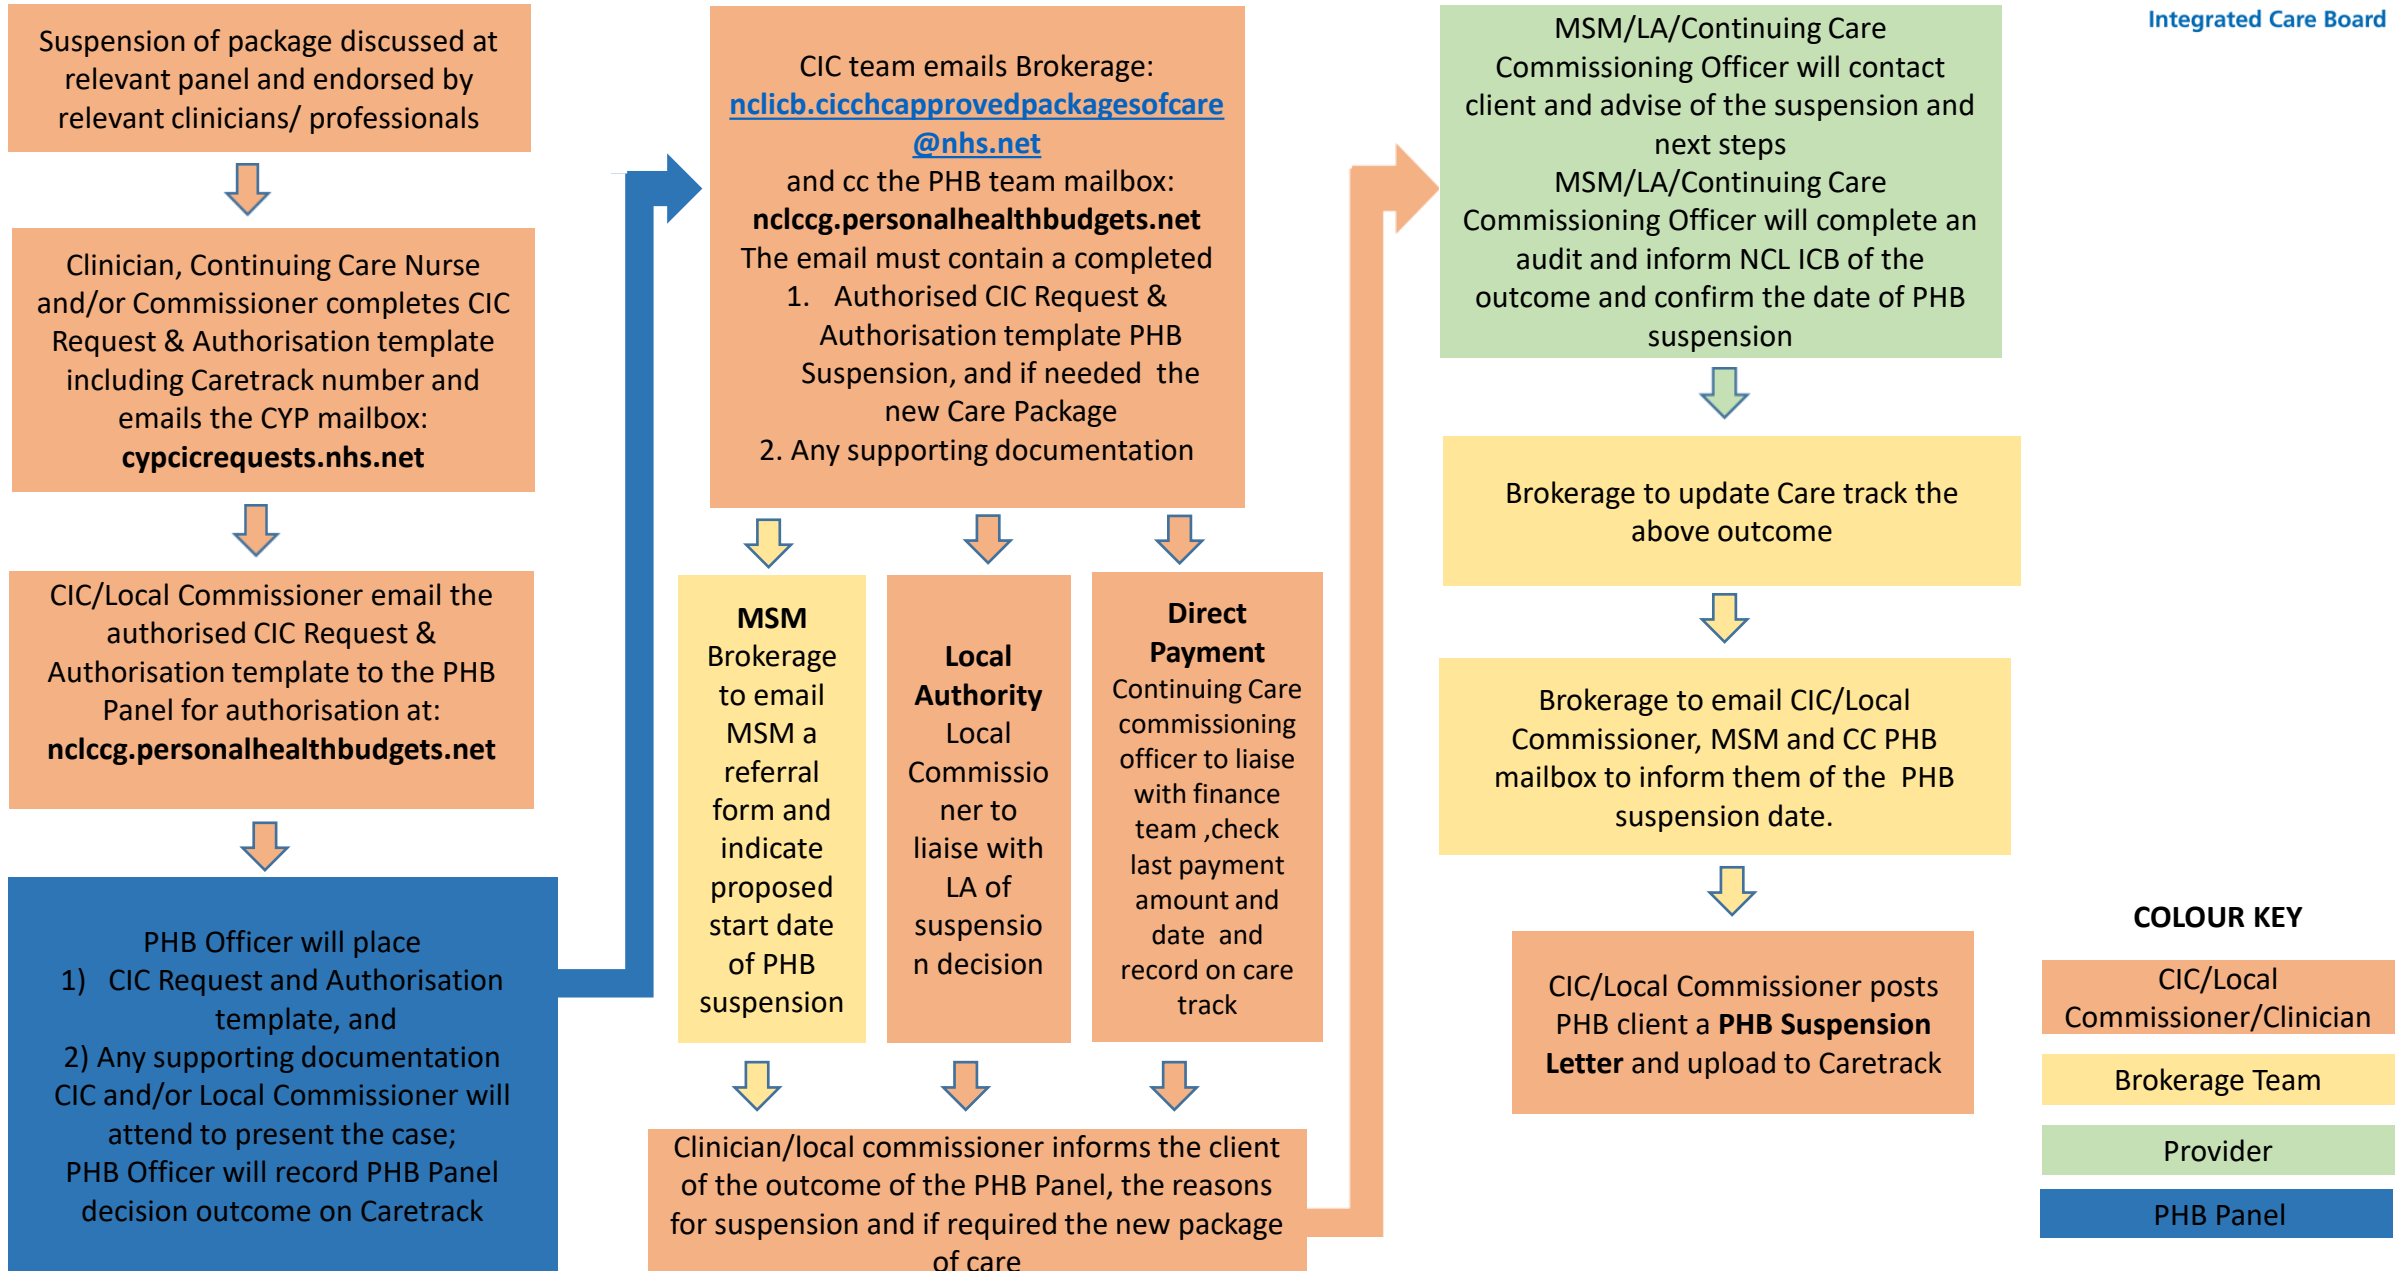 Integrated Care Board
Suspension of package discussed at
relevant panel and endorsed by
relevant clinicians/ professionals
Clinician, Continuing Care Nurse
and/or Commissioner completes CIC
Request & Authorisation template
including Caretrack number and
emails the CYP mailbox:
cypcicrequests.nhs.net
CIC/Local Commissioner email the
authorised CIC Request &
Authorisation template to the PHB
Panel for authorisation at:
nclccg.personalhealthbudgets.net
PHB Officer will place
1) CIC Request and Authorisation
template, and
2) Any supporting documentation
CIC and/or Local Commissioner will
attend to present the case;
PHB Officer will record PHB Panel
decision outcome on Caretrack
CIC team emails Brokerage:
nclicb.cicchcapprovedpackagesofcare
@nhs.net
and cc the PHB team mailbox:
nclccg.personalhealthbudgets.net
The email must contain a completed
1. Authorised CIC Request &
Authorisation template PHB
Suspension, and if needed the
new Care Package
2. Any supporting documentation
MSM
Brokerage
to email
MSM a
referral
form and
indicate
proposed
start date
of PHB
suspension
Local
Authority
Local
Commissio
ner to
liaise with
LA of
suspensio
n decision
Direct
Payment
Continuing Care
commissioning
officer to liaise
with finance
team ,check
last payment
amount and
date and
record on care
track
Clinician/local commissioner informs the client
of the outcome of the PHB Panel, the reasons
for suspension and if required the new package
of care
MSM/LA/Continuing Care
Commissioning Officer will contact
client and advise of the suspension and
next steps
MSM/LA/Continuing Care
Commissioning Officer will complete an
audit and inform NCL ICB of the
outcome and confirm the date of PHB
suspension
Brokerage to update Care track the
above outcome
Brokerage to email CIC/Local
Commissioner, MSM and CC PHB
mailbox to inform them of the PHB
suspension date.
CIC/Local Commissioner posts
PHB client a PHB Suspension
Letter and upload to Caretrack
COLOUR KEY
CIC/Local
Commissioner/Clinician
Brokerage Team
Provider
PHB Panel